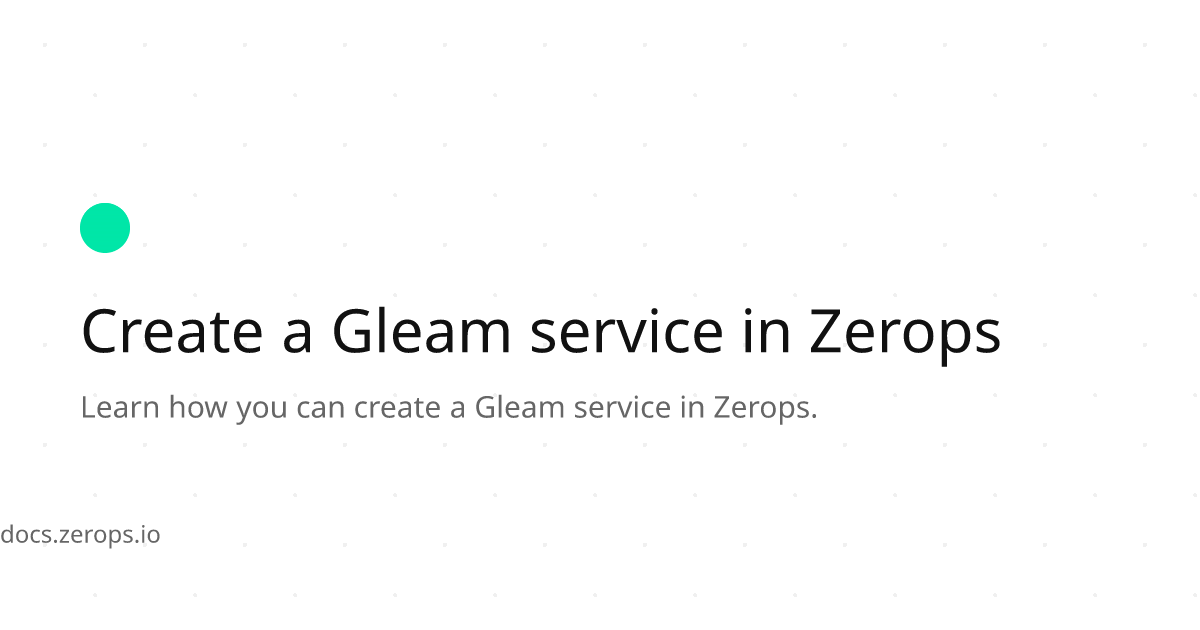 Create a Gleam service in Zerops
Learn how you can create a Gleam service in Zerops.
docs.zerops.io